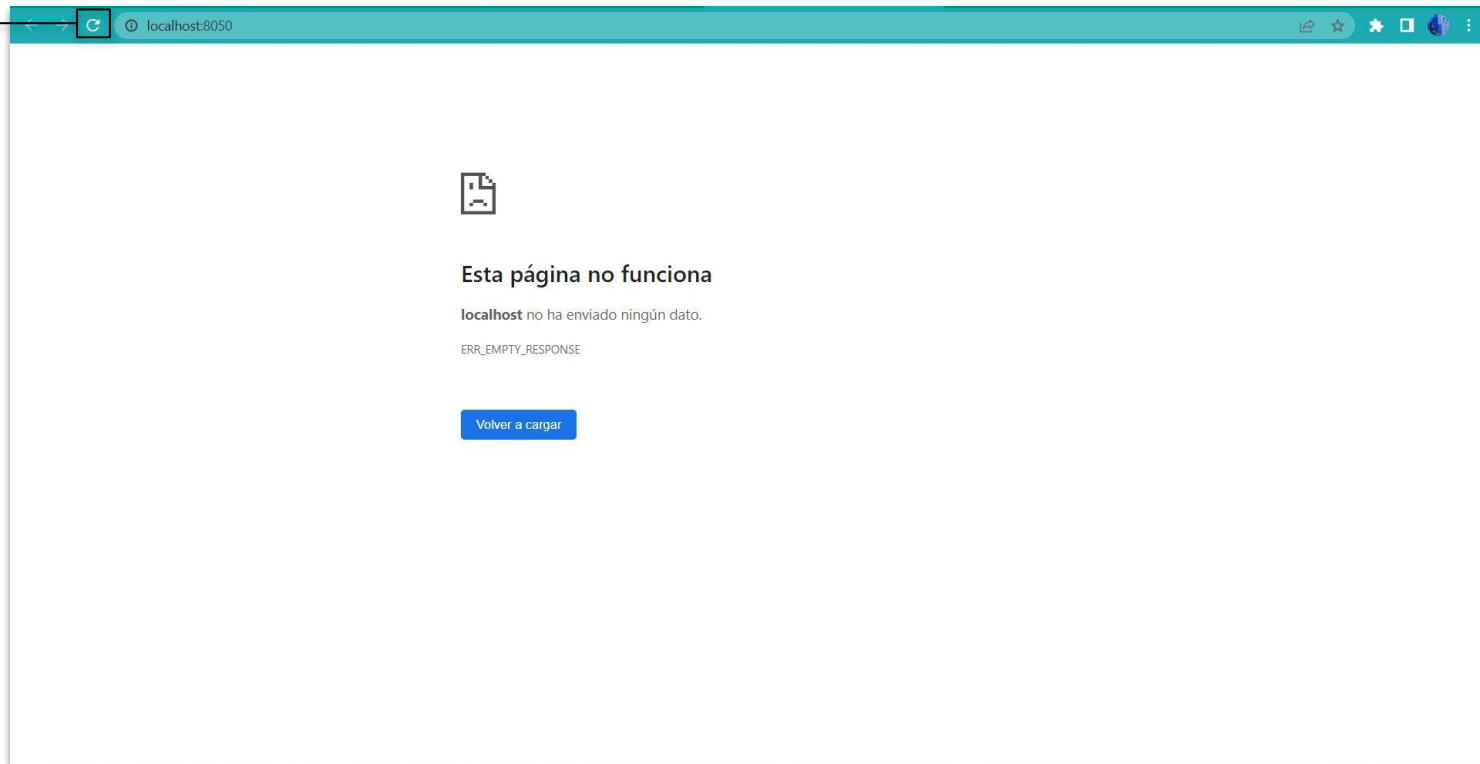 localhost:8050
Esta página no funciona
localhost no ha enviado ningún dato.
ERR_EMPTY_RESPONSE
Volver a cargar